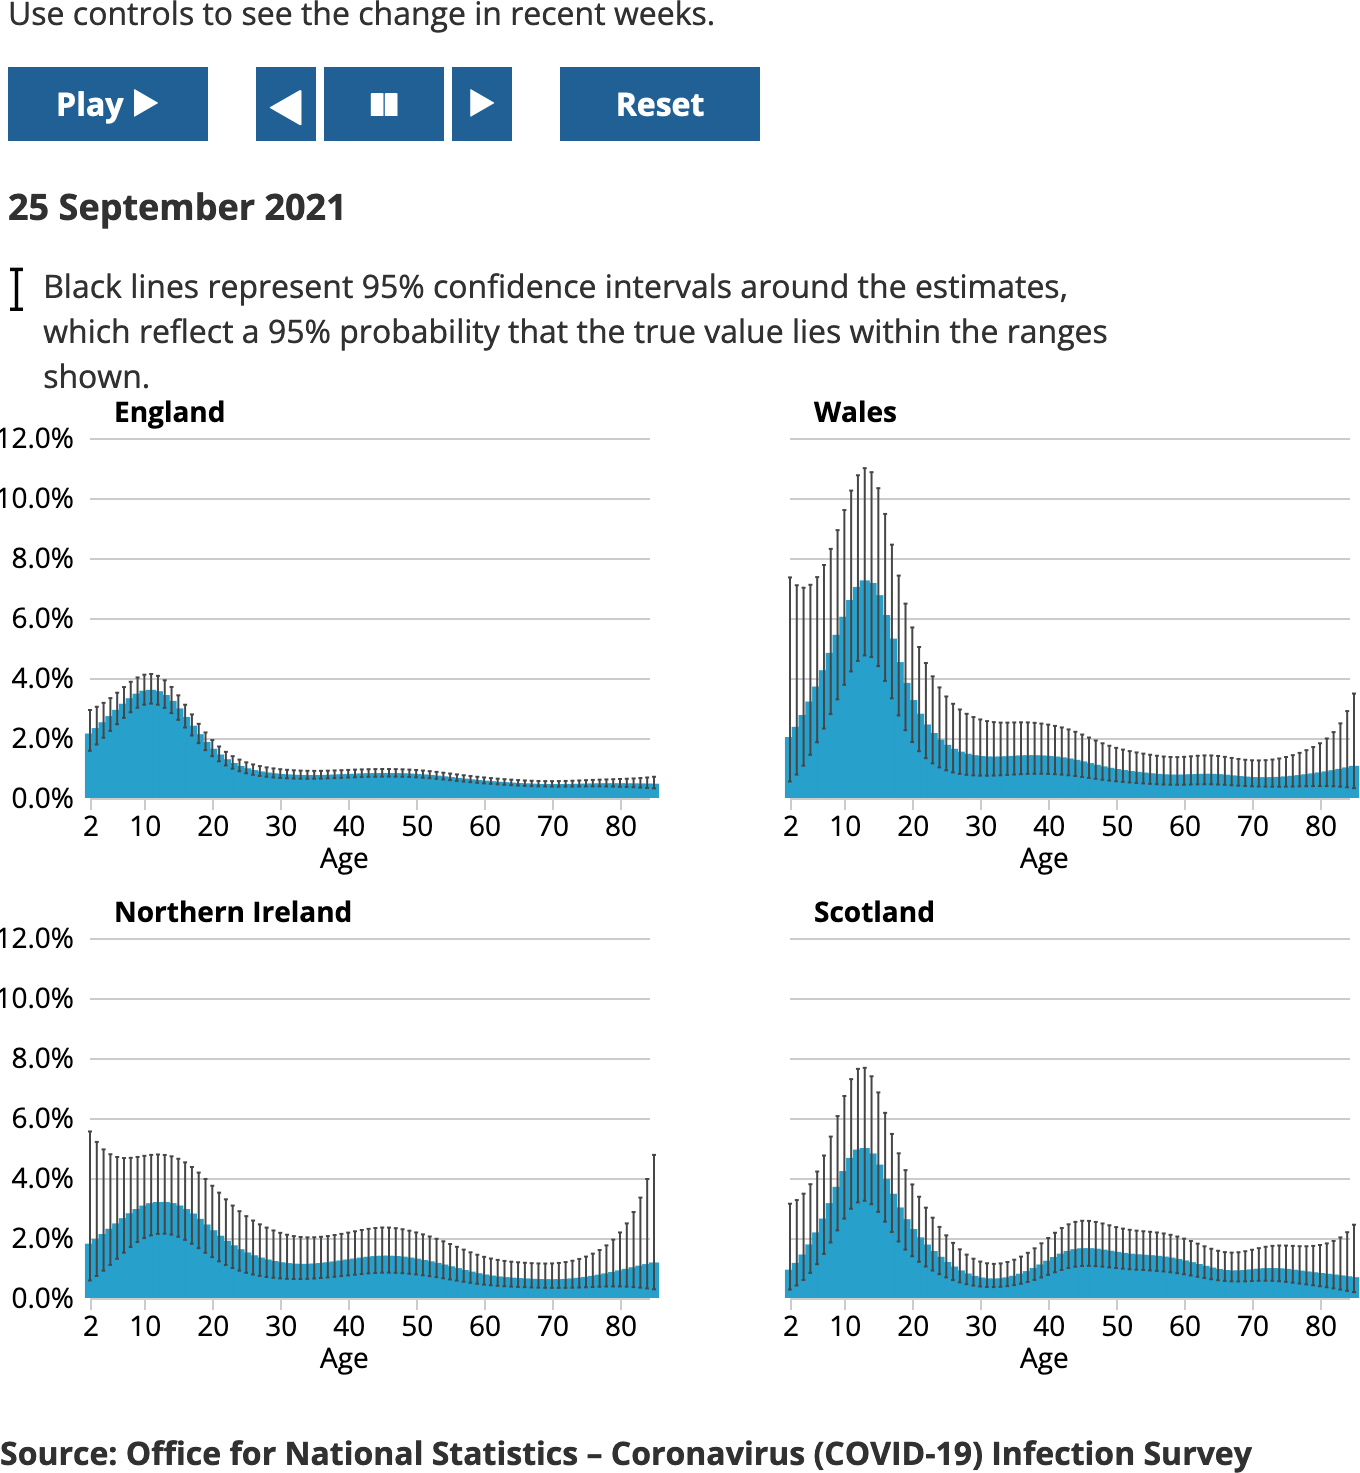 Use controls to see the change in recent weeks.
Play ▶ ◀ ▮▮ ▶ Reset
25 September 2021
Black lines represent 95% confidence intervals around the estimates,
which reflect a 95% probability that the true value lies within the ranges
shown.
England
12.0%
10.0%
8.0%
6.0%
4.0%
2.0%
0.0%
2 10 20 30 40 50 60 70 80
Age
Wales
2 10 20 30 40 50 60 70 80
Age
Northern Ireland
12.0%
10.0%
8.0%
6.0%
4.0%
2.0%
0.0%
2 10 20 30 40 50 60 70 80
Age
Scotland
2 10 20 30 40 50 60 70 80
Age
Source: Office for National Statistics – Coronavirus (COVID-19) Infection Survey